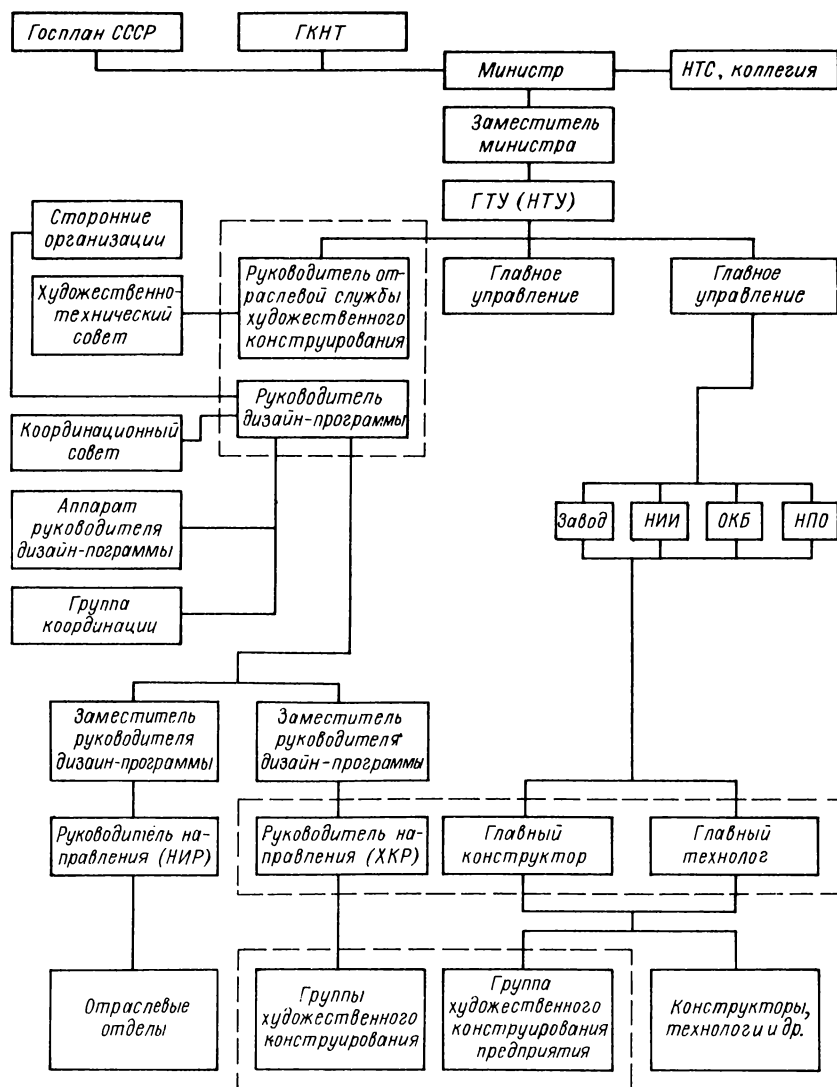 Госплан СССР
ГКНТ
Министр
НТС, коллегия
Заместитель
министра
ГТУ (НТУ)
Сторонние
организации
Художественно-
технический
совет
Руководитель от-
раслевой службы
художественного
конструирования
Главное
управление
Главное
управление
Руководитель
дизайн-программы
Координационный
совет
Аппарат
руководителя
дизайн-пограммы
Группа
координации
Завод
НИИ
ОКБ
НПО
Заместитель
руководителя
дизайн-программы
Заместитель
руководителя
дизайн-программы
Руководитель на-
правления (НИР)
Руководитель на-
правления (ХКР)
Главный
конструктор
Главный
технолог
Отраслевые
отделы
Группы
художественного
конструирования
Группа
художественного
конструирования
предприятия
Конструкторы,
технологи и др.